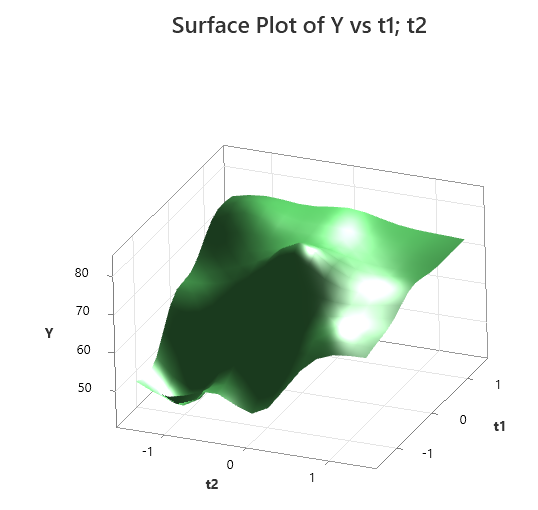 Surface Plot of Y vs t1; t2
80
70
Y
60
50
-1
0
1
t2
-1
0
1
t1